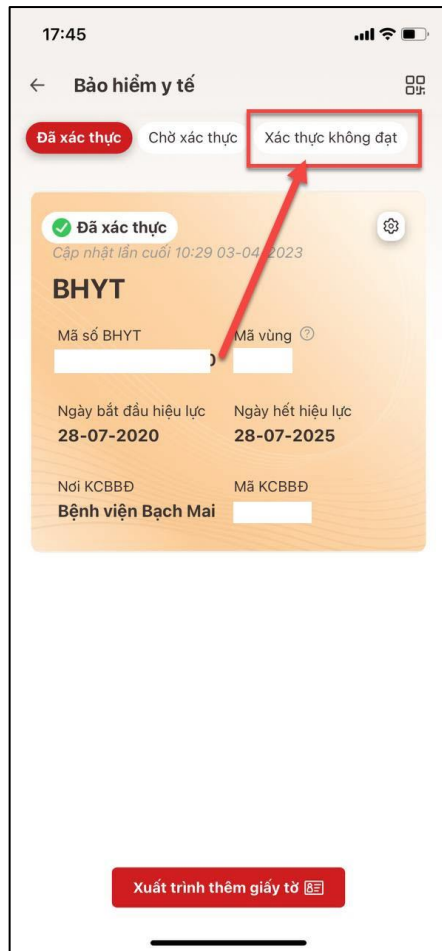 17:45
Bảo hiểm y tế
Đã xác thực Chờ xác thực Xác thực không đạt
Đã xác thực
Cập nhật lần cuối 10:29 03-04-2023
BHYT
Mã số BHYT Mã vùng
Ngày bắt đầu hiệu lực Ngày hết hiệu lực
28-07-2020 28-07-2025
Nơi KCBBĐ Mã KCBBĐ
Bệnh viện Bạch Mai
Xuất trình thêm giấy tờ